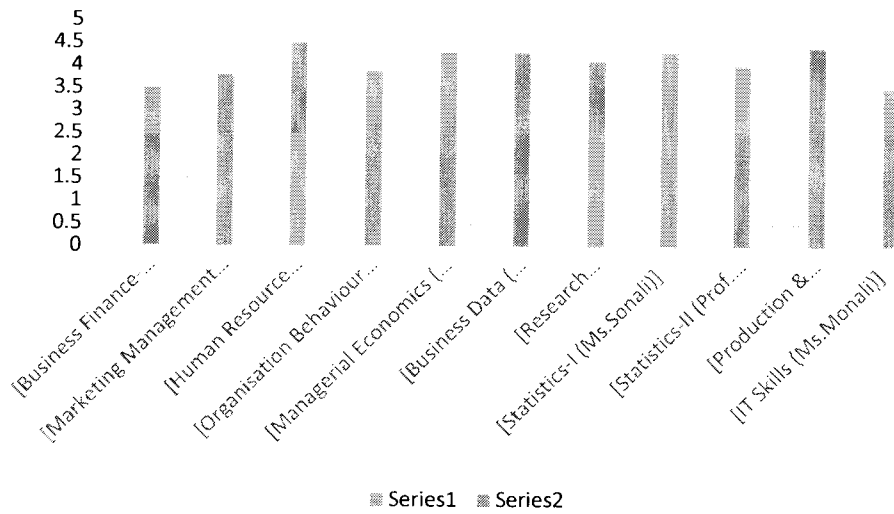 5
4.5
4
3.5
3
2.5
2
1.5
1
0.5
0
[Business Finance-...
[Marketing Management...
[Human Resource...
[Organisation Behaviour...
[Managerial Economics (...
[Business Data (...
[Research...
[Statistics-I (Ms.Sonali)]
[Statistics-II (Prof....
[Production &...
[IT Skills (Ms.Monali)]
Series1 Series2